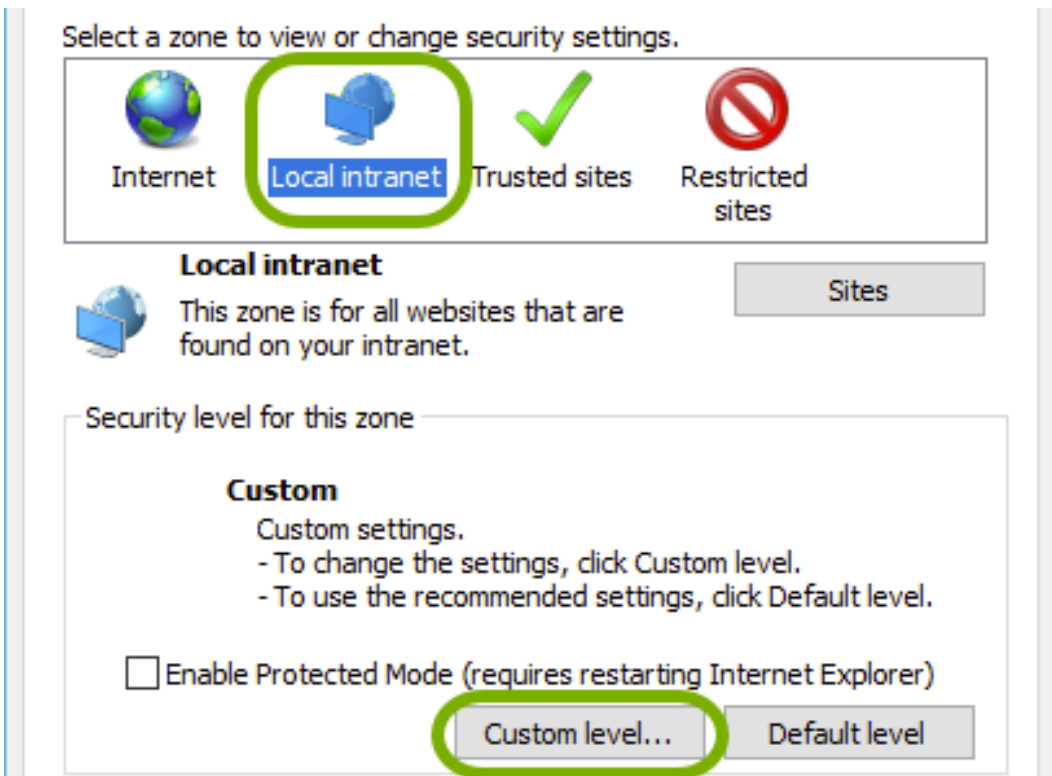 Select a zone to view or change security settings.
Internet
Local intranet
Trusted sites
Restricted
sites
Local intranet
This zone is for all websites that are
found on your intranet.
Sites
Security level for this zone
Custom
Custom settings.
- To change the settings, click Custom level.
- To use the recommended settings, click Default level.
Enable Protected Mode (requires restarting Internet Explorer)
Custom level...
Default level